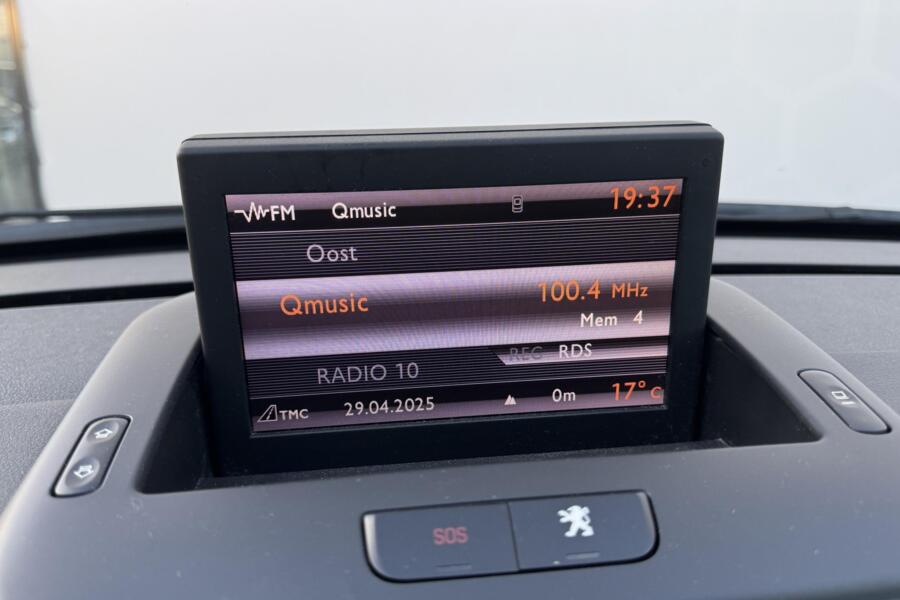 FM Qmusic 19:37
Oost
Qmusic 100.4 MHz
Mem 4
REG RDS
RADIO 10
TMC 29.04.2025 0m 17° C
SOS